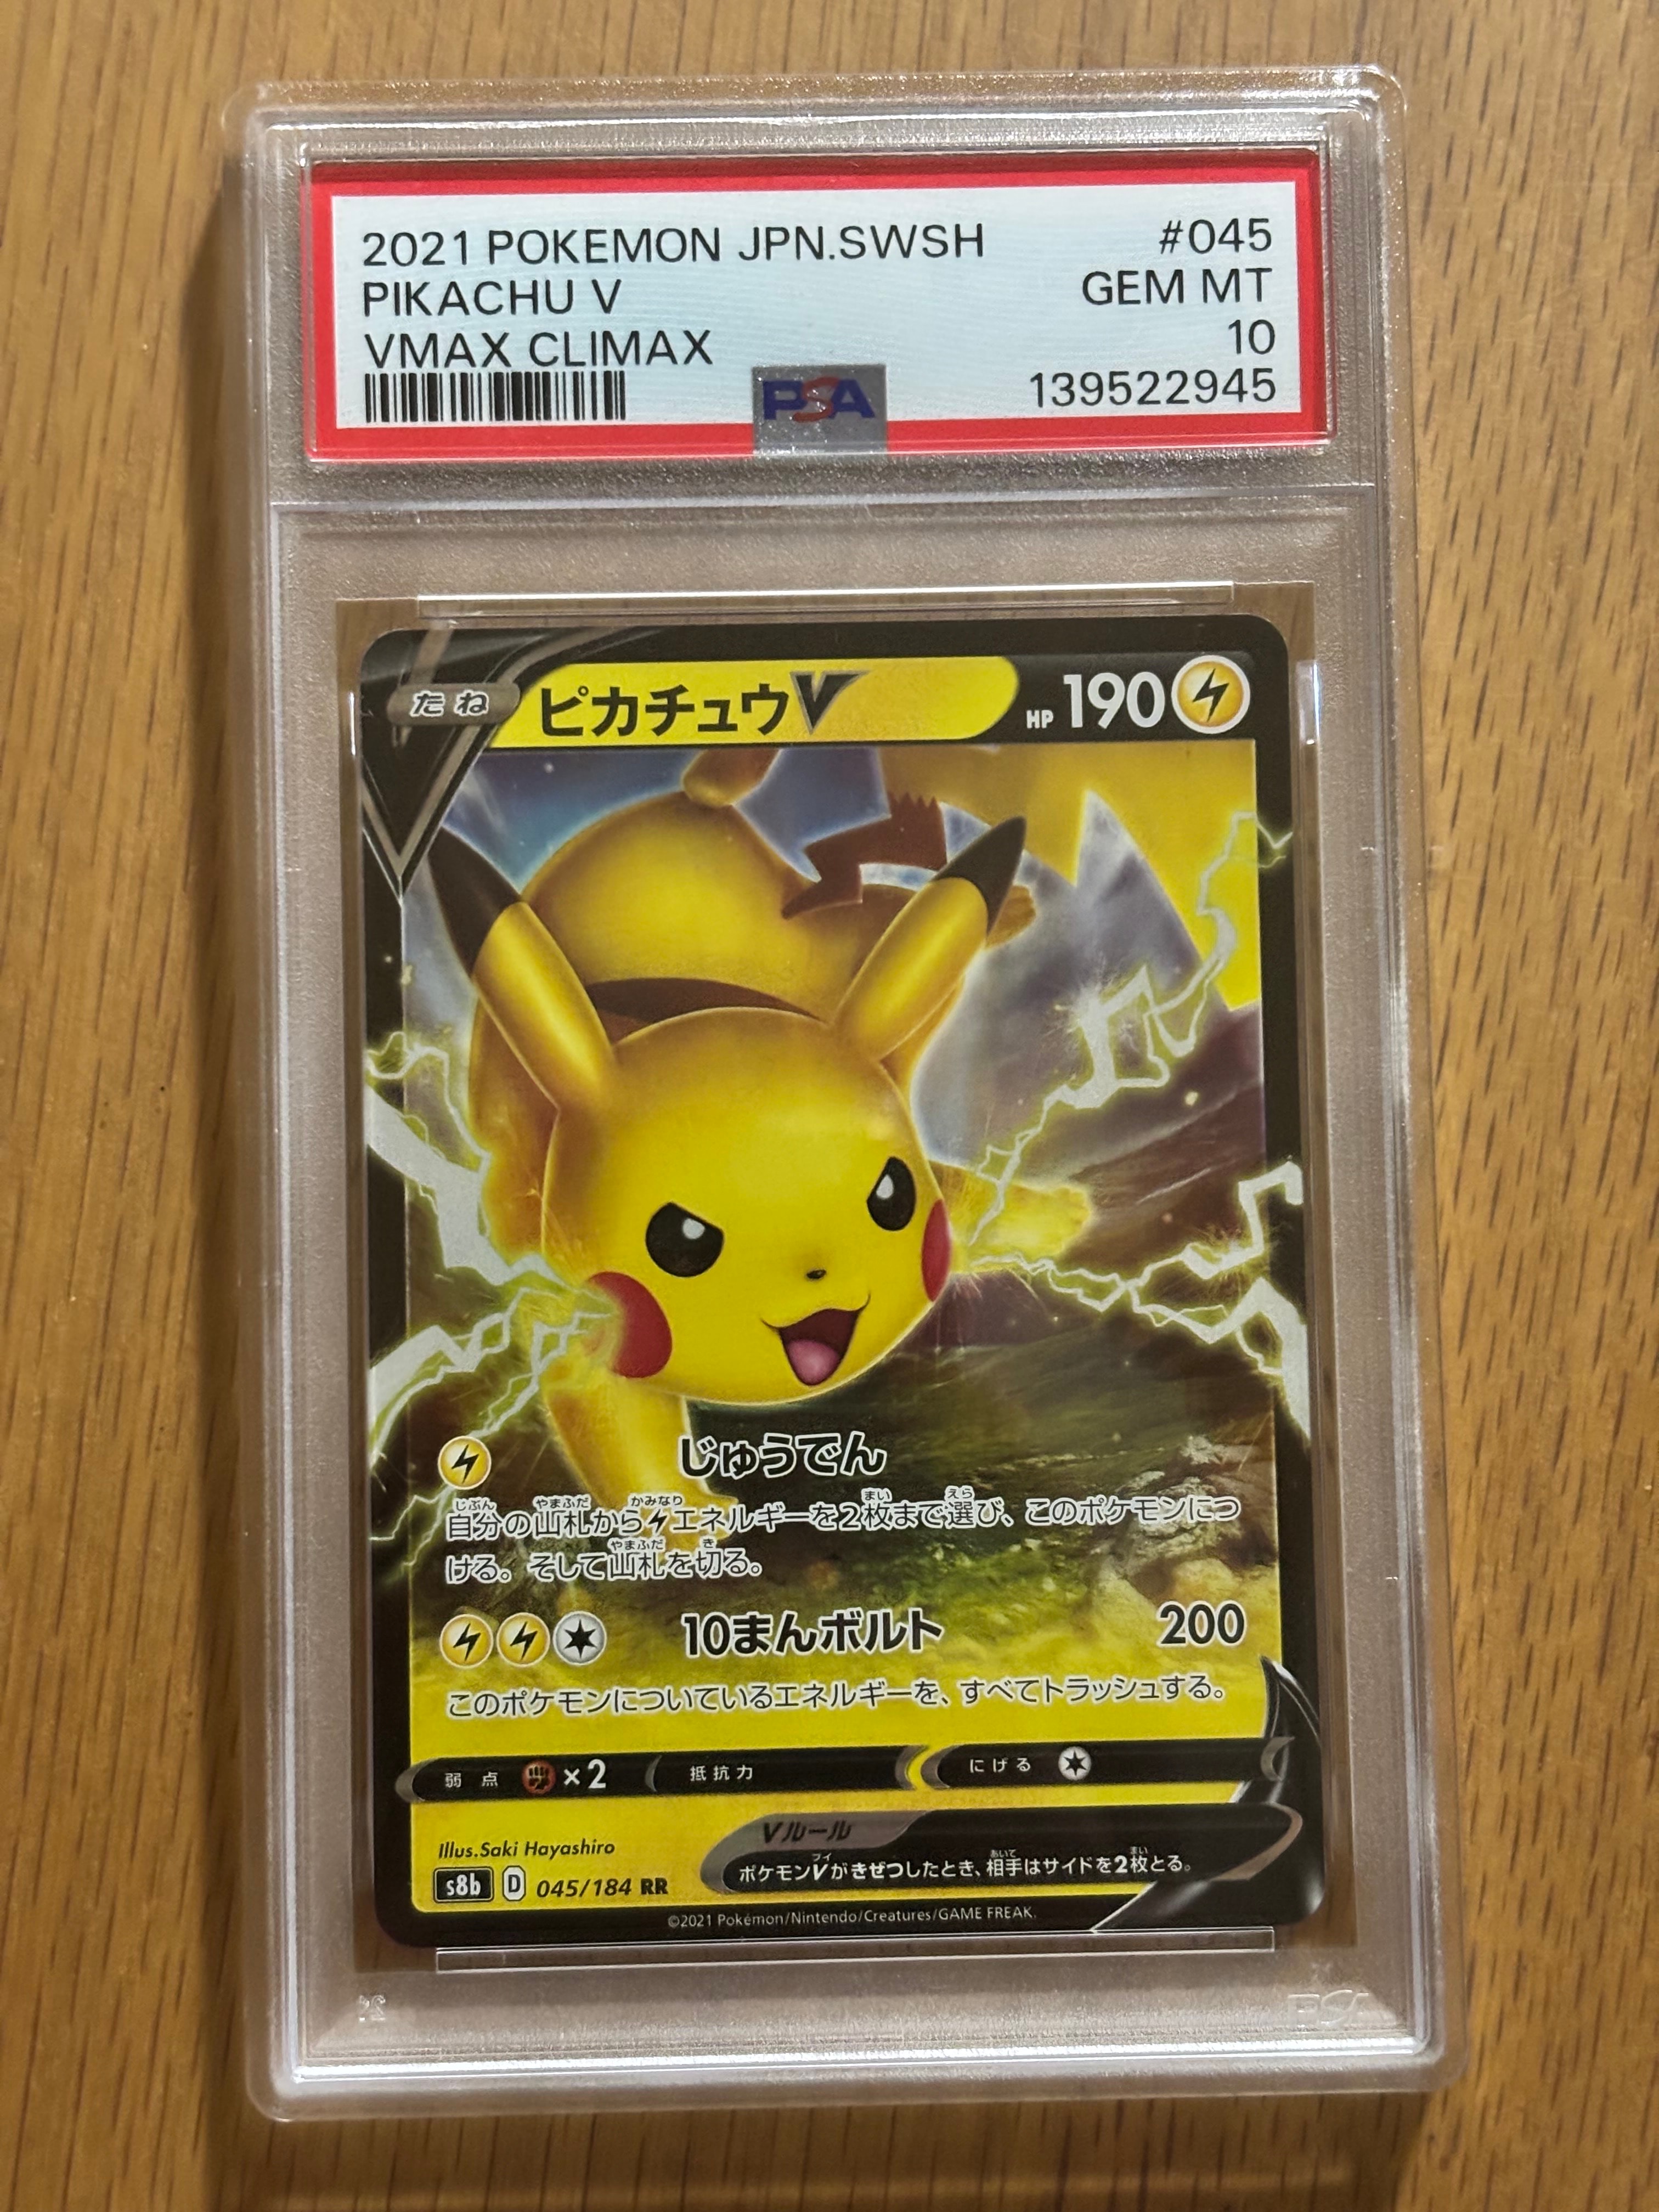 2021 POKEMON JPN.SWSH #045
PIKACHU V GEM MT
VMAX CLIMAX 10
PSA 139522945
たね ピカチュウV HP 190
じゅうでん
自分の山札からエネルギーを2枚まで選び、このポケモンにつ
ける。そして山札を切る。
10まんボルト 200
このポケモンについているエネルギーを、すべてトラッシュする。
弱点 ×2 抵抗力 にげる
Illus.Saki Hayashiro
Vルール
ポケモンVがきぜつしたとき、相手はサイドを2枚とる。
s8b D 045/184 RR
©2021 Pokémon/Nintendo/Creatures/GAME FREAK.
PSA